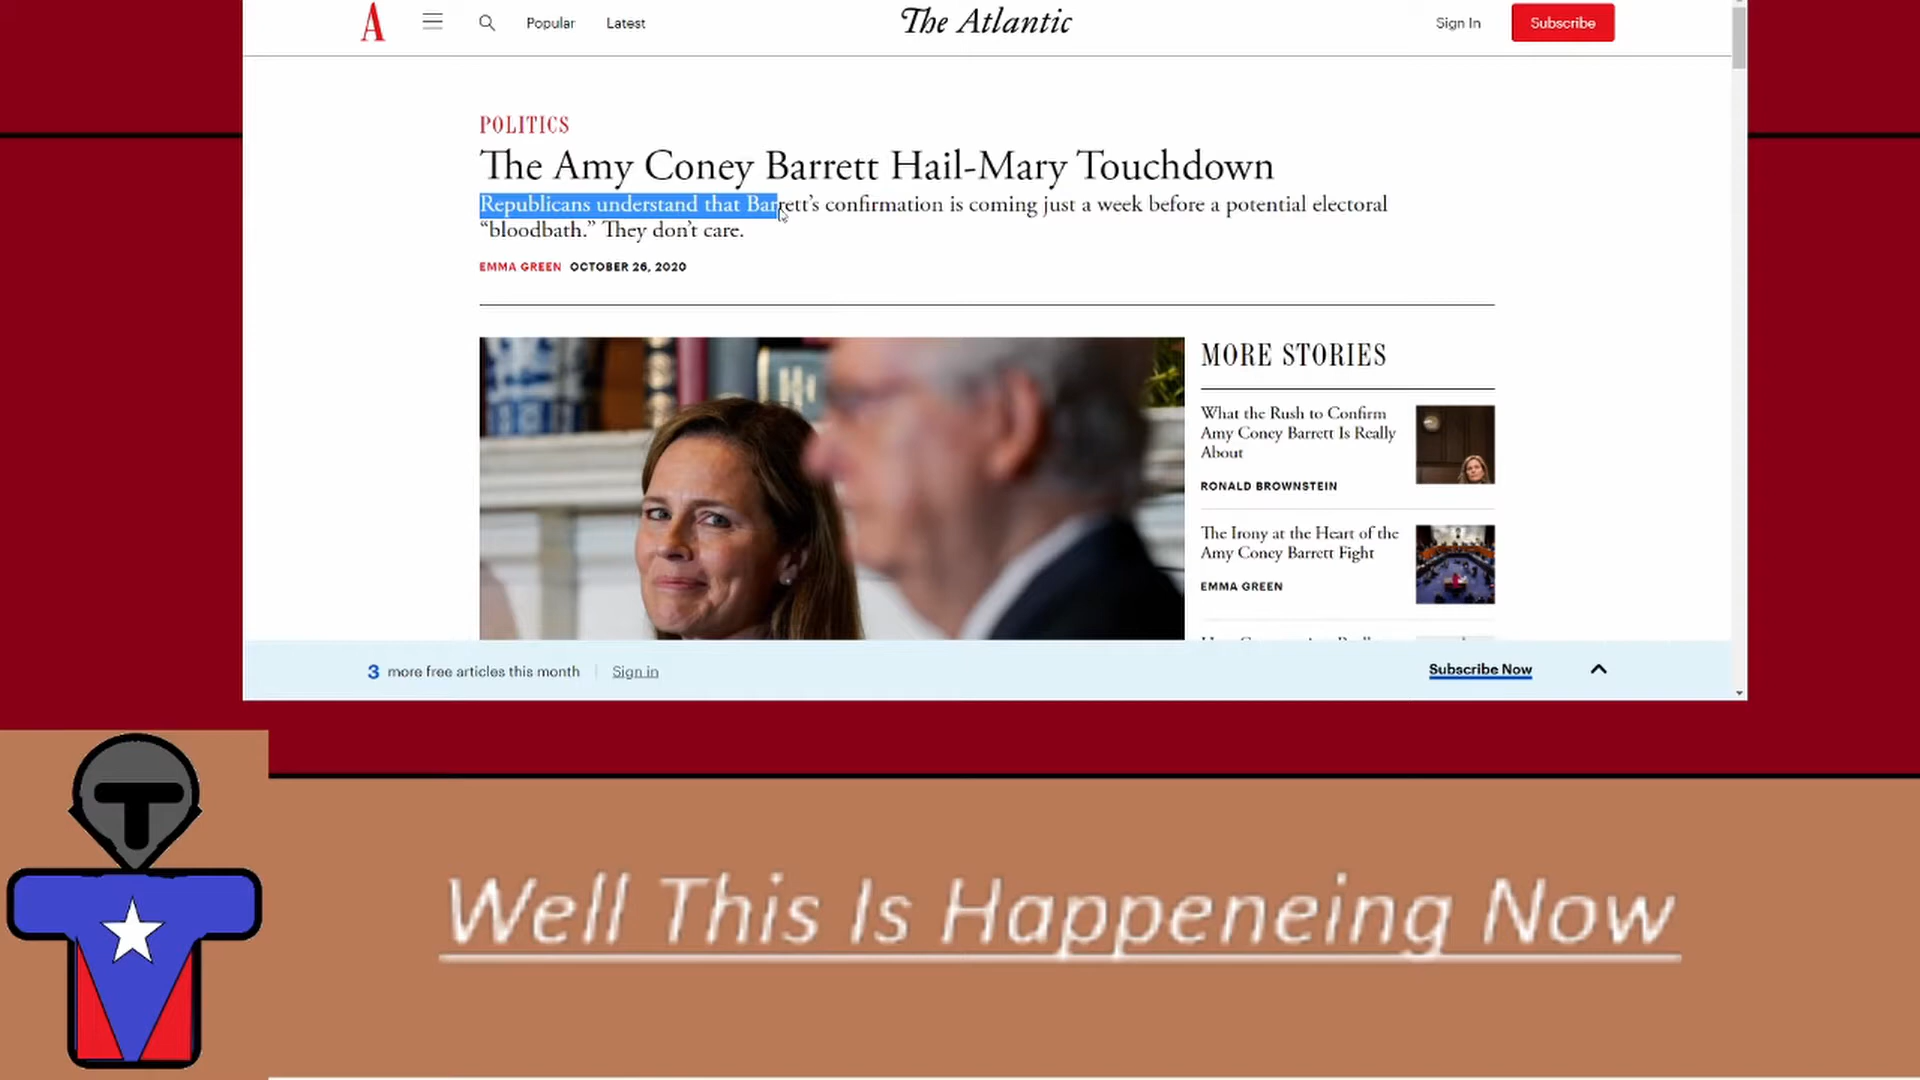 A
Popular
Latest
The Atlantic
Sign In
Subscribe
POLITICS
The Amy Coney Barrett Hail-Mary Touchdown
Republicans understand that Barrett’s confirmation is coming just a week before a potential electoral
“bloodbath.” They don’t care.
EMMA GREEN OCTOBER 26, 2020
MORE STORIES
What the Rush to Confirm
Amy Coney Barrett Is Really
About
RONALD BROWNSTEIN
The Irony at the Heart of the
Amy Coney Barrett Fight
EMMA GREEN
3 more free articles this month
Sign in
Subscribe Now
Well This Is Happeneing Now